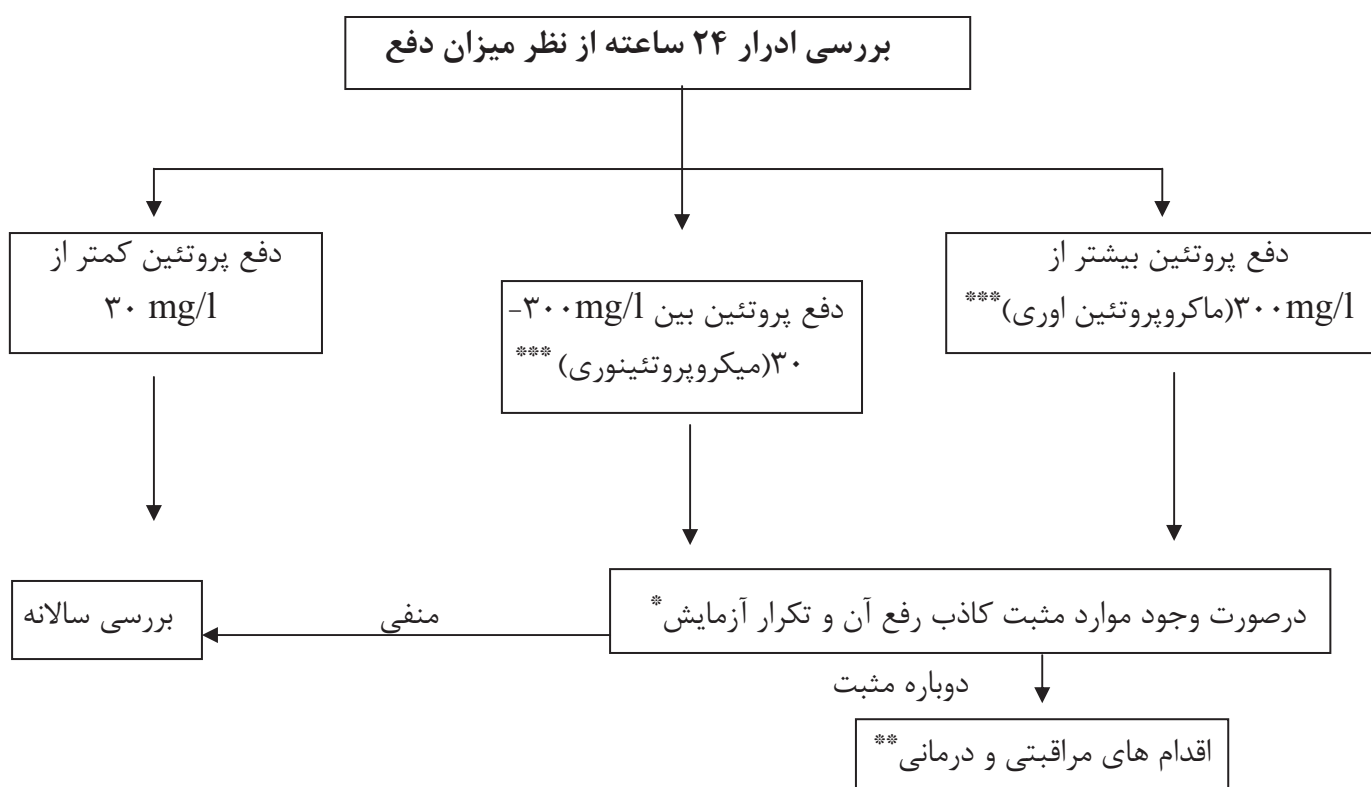 بررسی ادرار ۲۴ ساعته از نظر میزان دفع
دفع پروتئین بیشتر از
۳۰۰mg/l(ماکروپروتئین اوری)***
دفع پروتئین بین ۳۰۰mg/l-
۳۰(میکروپروتئینوری)***
دفع پروتئین کمتر از
۳۰ mg/l
درصورت وجود موارد مثبت کاذب رفع آن و تکرار آزمایش*
منفی
بررسی سالانه
دوباره مثبت
اقدام های مراقبتی و درمانی**